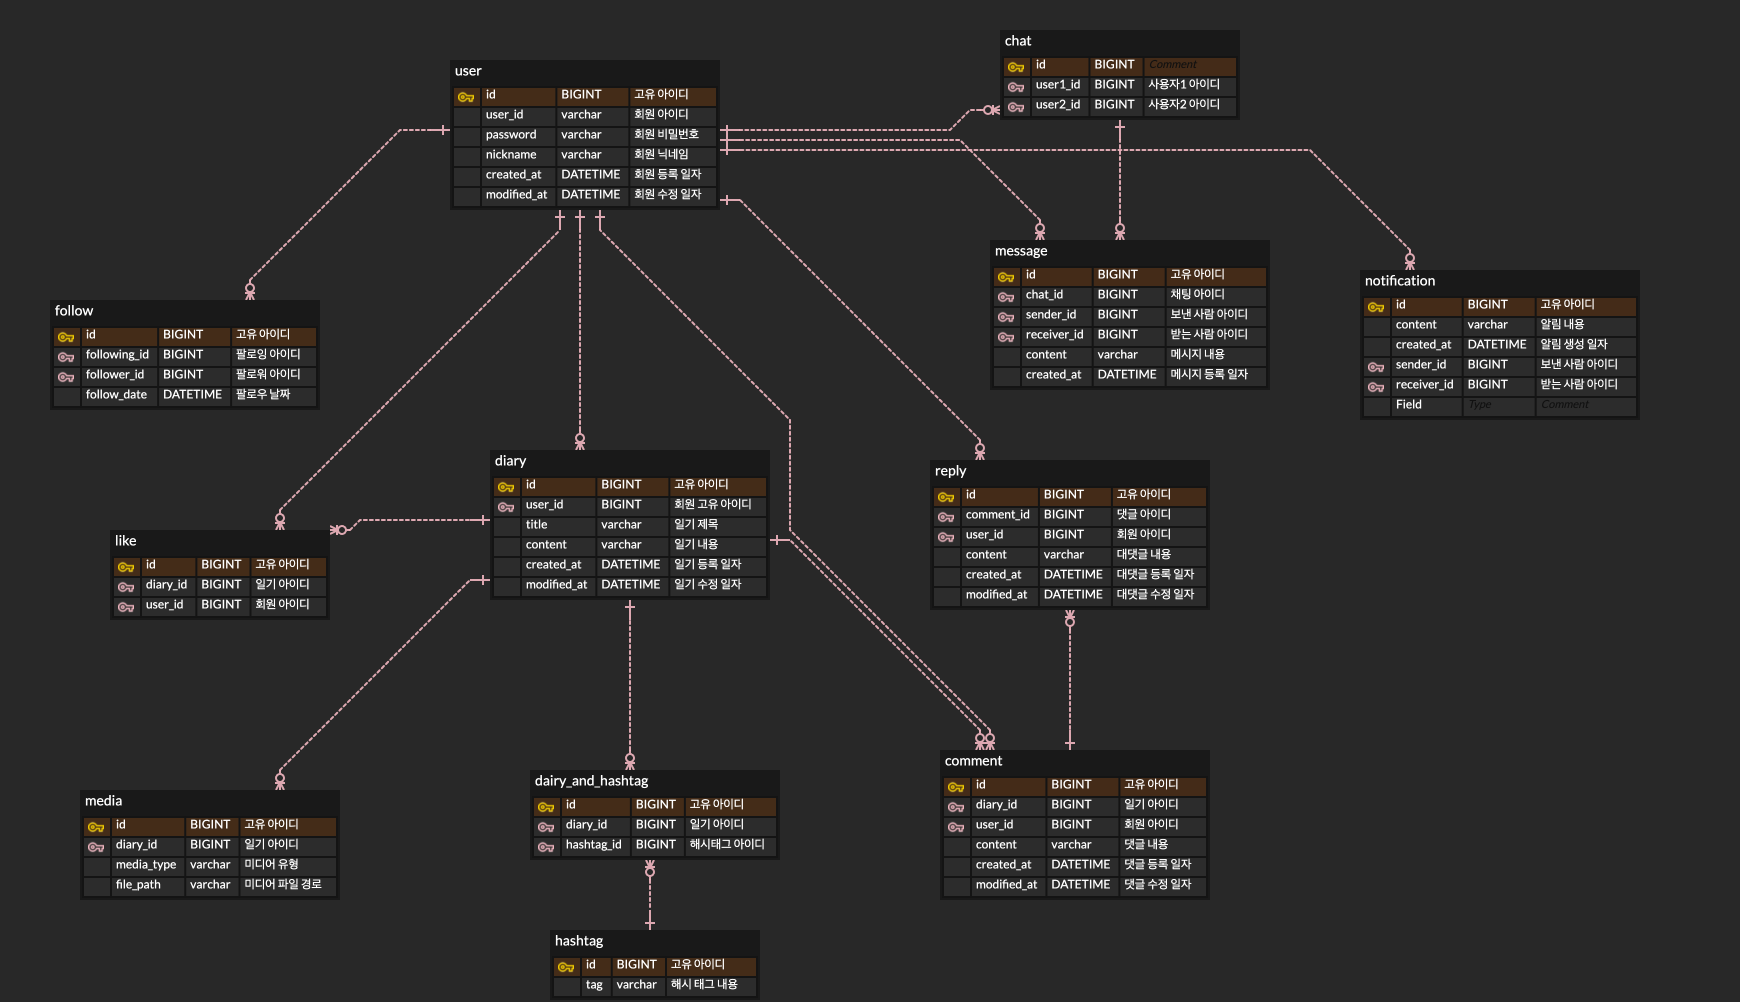 chat
id BIGINT Comment
user1_id BIGINT 사용자1 아이디
user2_id BIGINT 사용자2 아이디
user
id BIGINT 고유 아이디
user_id varchar 회원 아이디
password varchar 회원 비밀번호
nickname varchar 회원 닉네임
created_at DATETIME 회원 등록 일자
modified_at DATETIME 회원 수정 일자
message
id BIGINT 고유 아이디
chat_id BIGINT 채팅 아이디
sender_id BIGINT 보낸 사람 아이디
receiver_id BIGINT 받는 사람 아이디
content varchar 메시지 내용
created_at DATETIME 메시지 등록 일자
notification
id BIGINT 고유 아이디
content varchar 알림 내용
created_at DATETIME 알림 생성 일자
sender_id BIGINT 보낸 사람 아이디
receiver_id BIGINT 받는 사람 아이디
Field Type Comment
follow
id BIGINT 고유 아이디
following_id BIGINT 팔로잉 아이디
follower_id BIGINT 팔로워 아이디
follow_date DATETIME 팔로우 날짜
diary
id BIGINT 고유 아이디
user_id BIGINT 회원 고유 아이디
title varchar 일기 제목
content varchar 일기 내용
created_at DATETIME 일기 등록 일자
modified_at DATETIME 일기 수정 일자
reply
id BIGINT 고유 아이디
comment_id BIGINT 댓글 아이디
user_id BIGINT 회원 아이디
content varchar 대댓글 내용
created_at DATETIME 대댓글 등록 일자
modified_at DATETIME 대댓글 수정 일자
like
id BIGINT 고유 아이디
diary_id BIGINT 일기 아이디
user_id BIGINT 회원 아이디
comment
id BIGINT 고유 아이디
diary_id BIGINT 일기 아이디
user_id BIGINT 회원 아이디
content varchar 댓글 내용
created_at DATETIME 댓글 등록 일자
modified_at DATETIME 댓글 수정 일자
dairy_and_hashtag
id BIGINT 고유 아이디
diary_id BIGINT 일기 아이디
hashtag_id BIGINT 해시태그 아이디
media
id BIGINT 고유 아이디
diary_id BIGINT 일기 아이디
media_type varchar 미디어 유형
file_path varchar 미디어 파일 경로
hashtag
id BIGINT 고유 아이디
tag varchar 해시 태그 내용